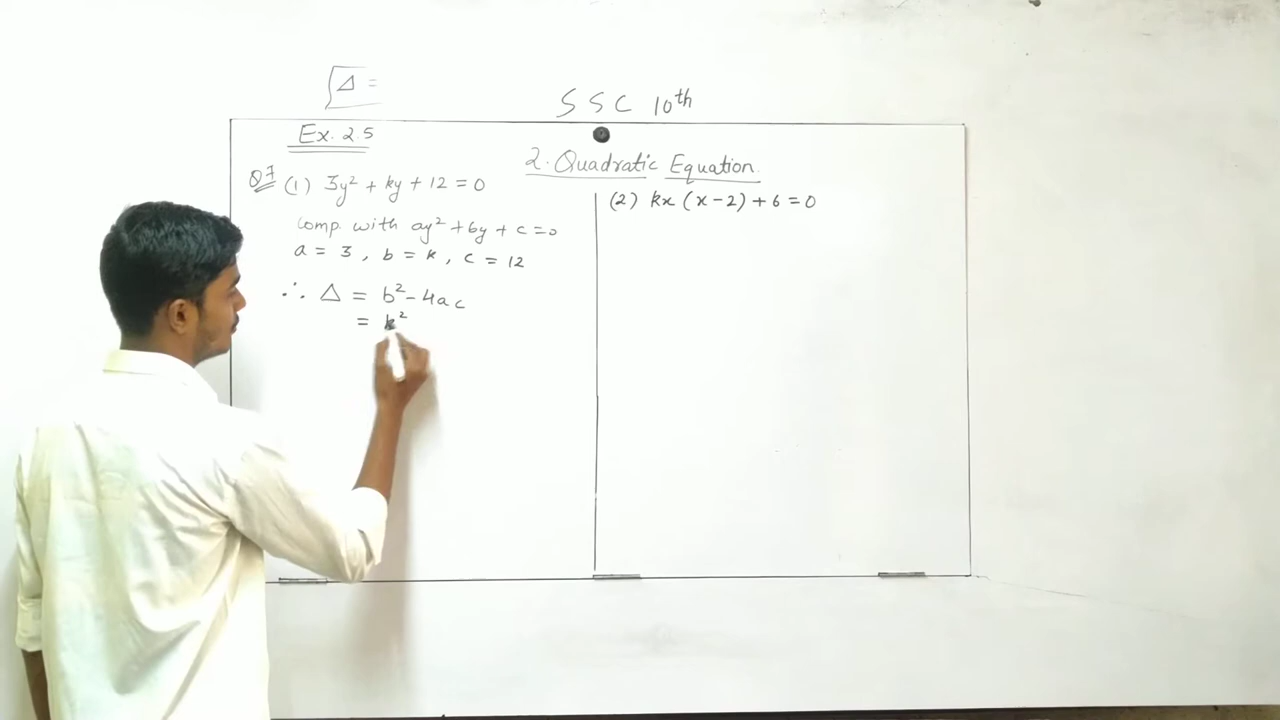 Δ =
SSC 10th
Ex. 2.5
2. Quadratic Equation.
Q7 (1) 3y² + ky + 12 = 0
comp. with ay² + by + c = 0
a = 3, b = k, c = 12
∴ Δ = b² - 4ac
= k²
(2) kx (x - 2) + 6 = 0